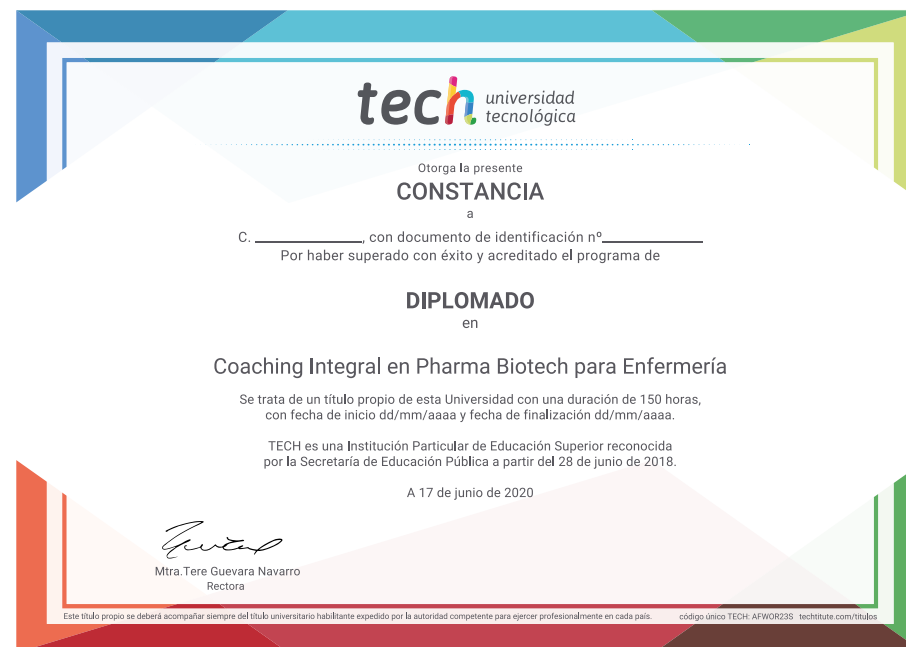 tech universidad
tecnológica
Otorga la presente
CONSTANCIA
a
C. ____________, con documento de identificación nº____________
Por haber superado con éxito y acreditado el programa de
DIPLOMADO
en
Coaching Integral en Pharma Biotech para Enfermería
Se trata de un título propio de esta Universidad con una duración de 150 horas,
con fecha de inicio dd/mm/aaaa y fecha de finalización dd/mm/aaaa.
TECH es una Institución Particular de Educación Superior reconocida
por la Secretaría de Educación Pública a partir del 28 de junio de 2018.
A 17 de junio de 2020
Mtra.Tere Guevara Navarro
Rectora
Este título propio se deberá acompañar siempre del título universitario habilitante expedido por la autoridad competente para ejercer profesionalmente en cada país. código único TECH: AFWOR23S techtitute.com/titulos